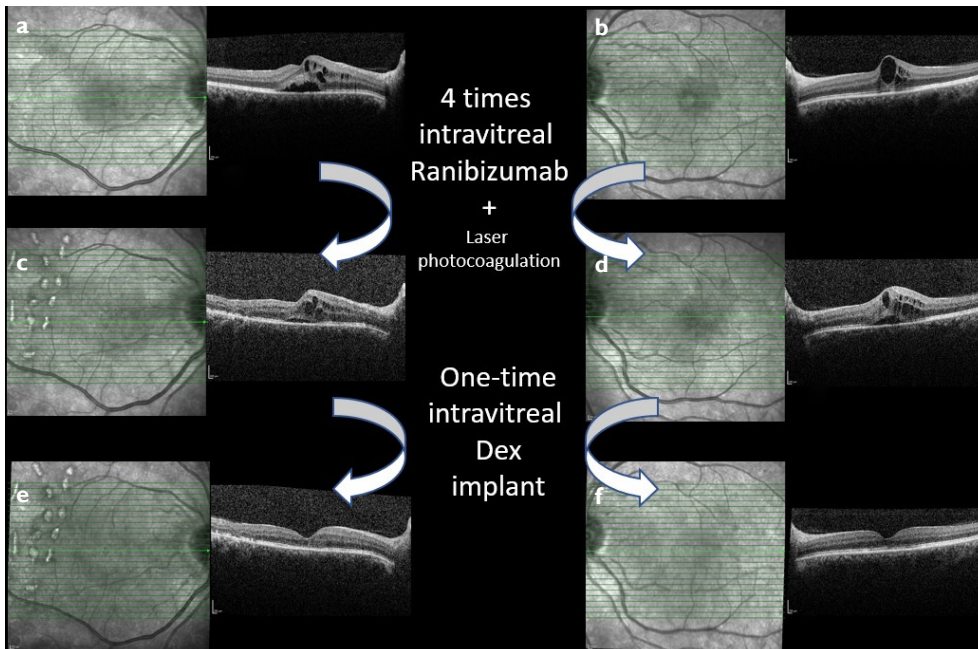 a
b
4 times
intravitreal
Ranibizumab
+
Laser
photocoagulation
c
d
One-time
intravitreal
Dex
implant
e
f